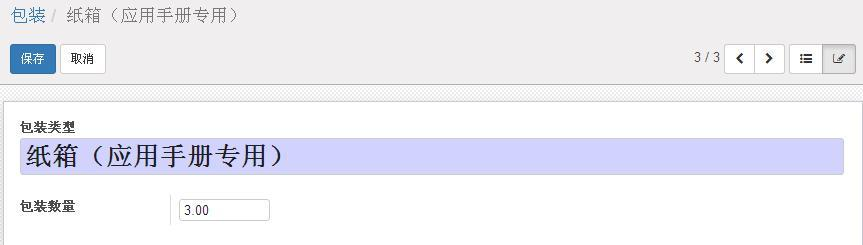 包装 / 纸箱（应用手册专用）
保存 取消 3 / 3
包装类型
纸箱（应用手册专用）
包装数量 3.00